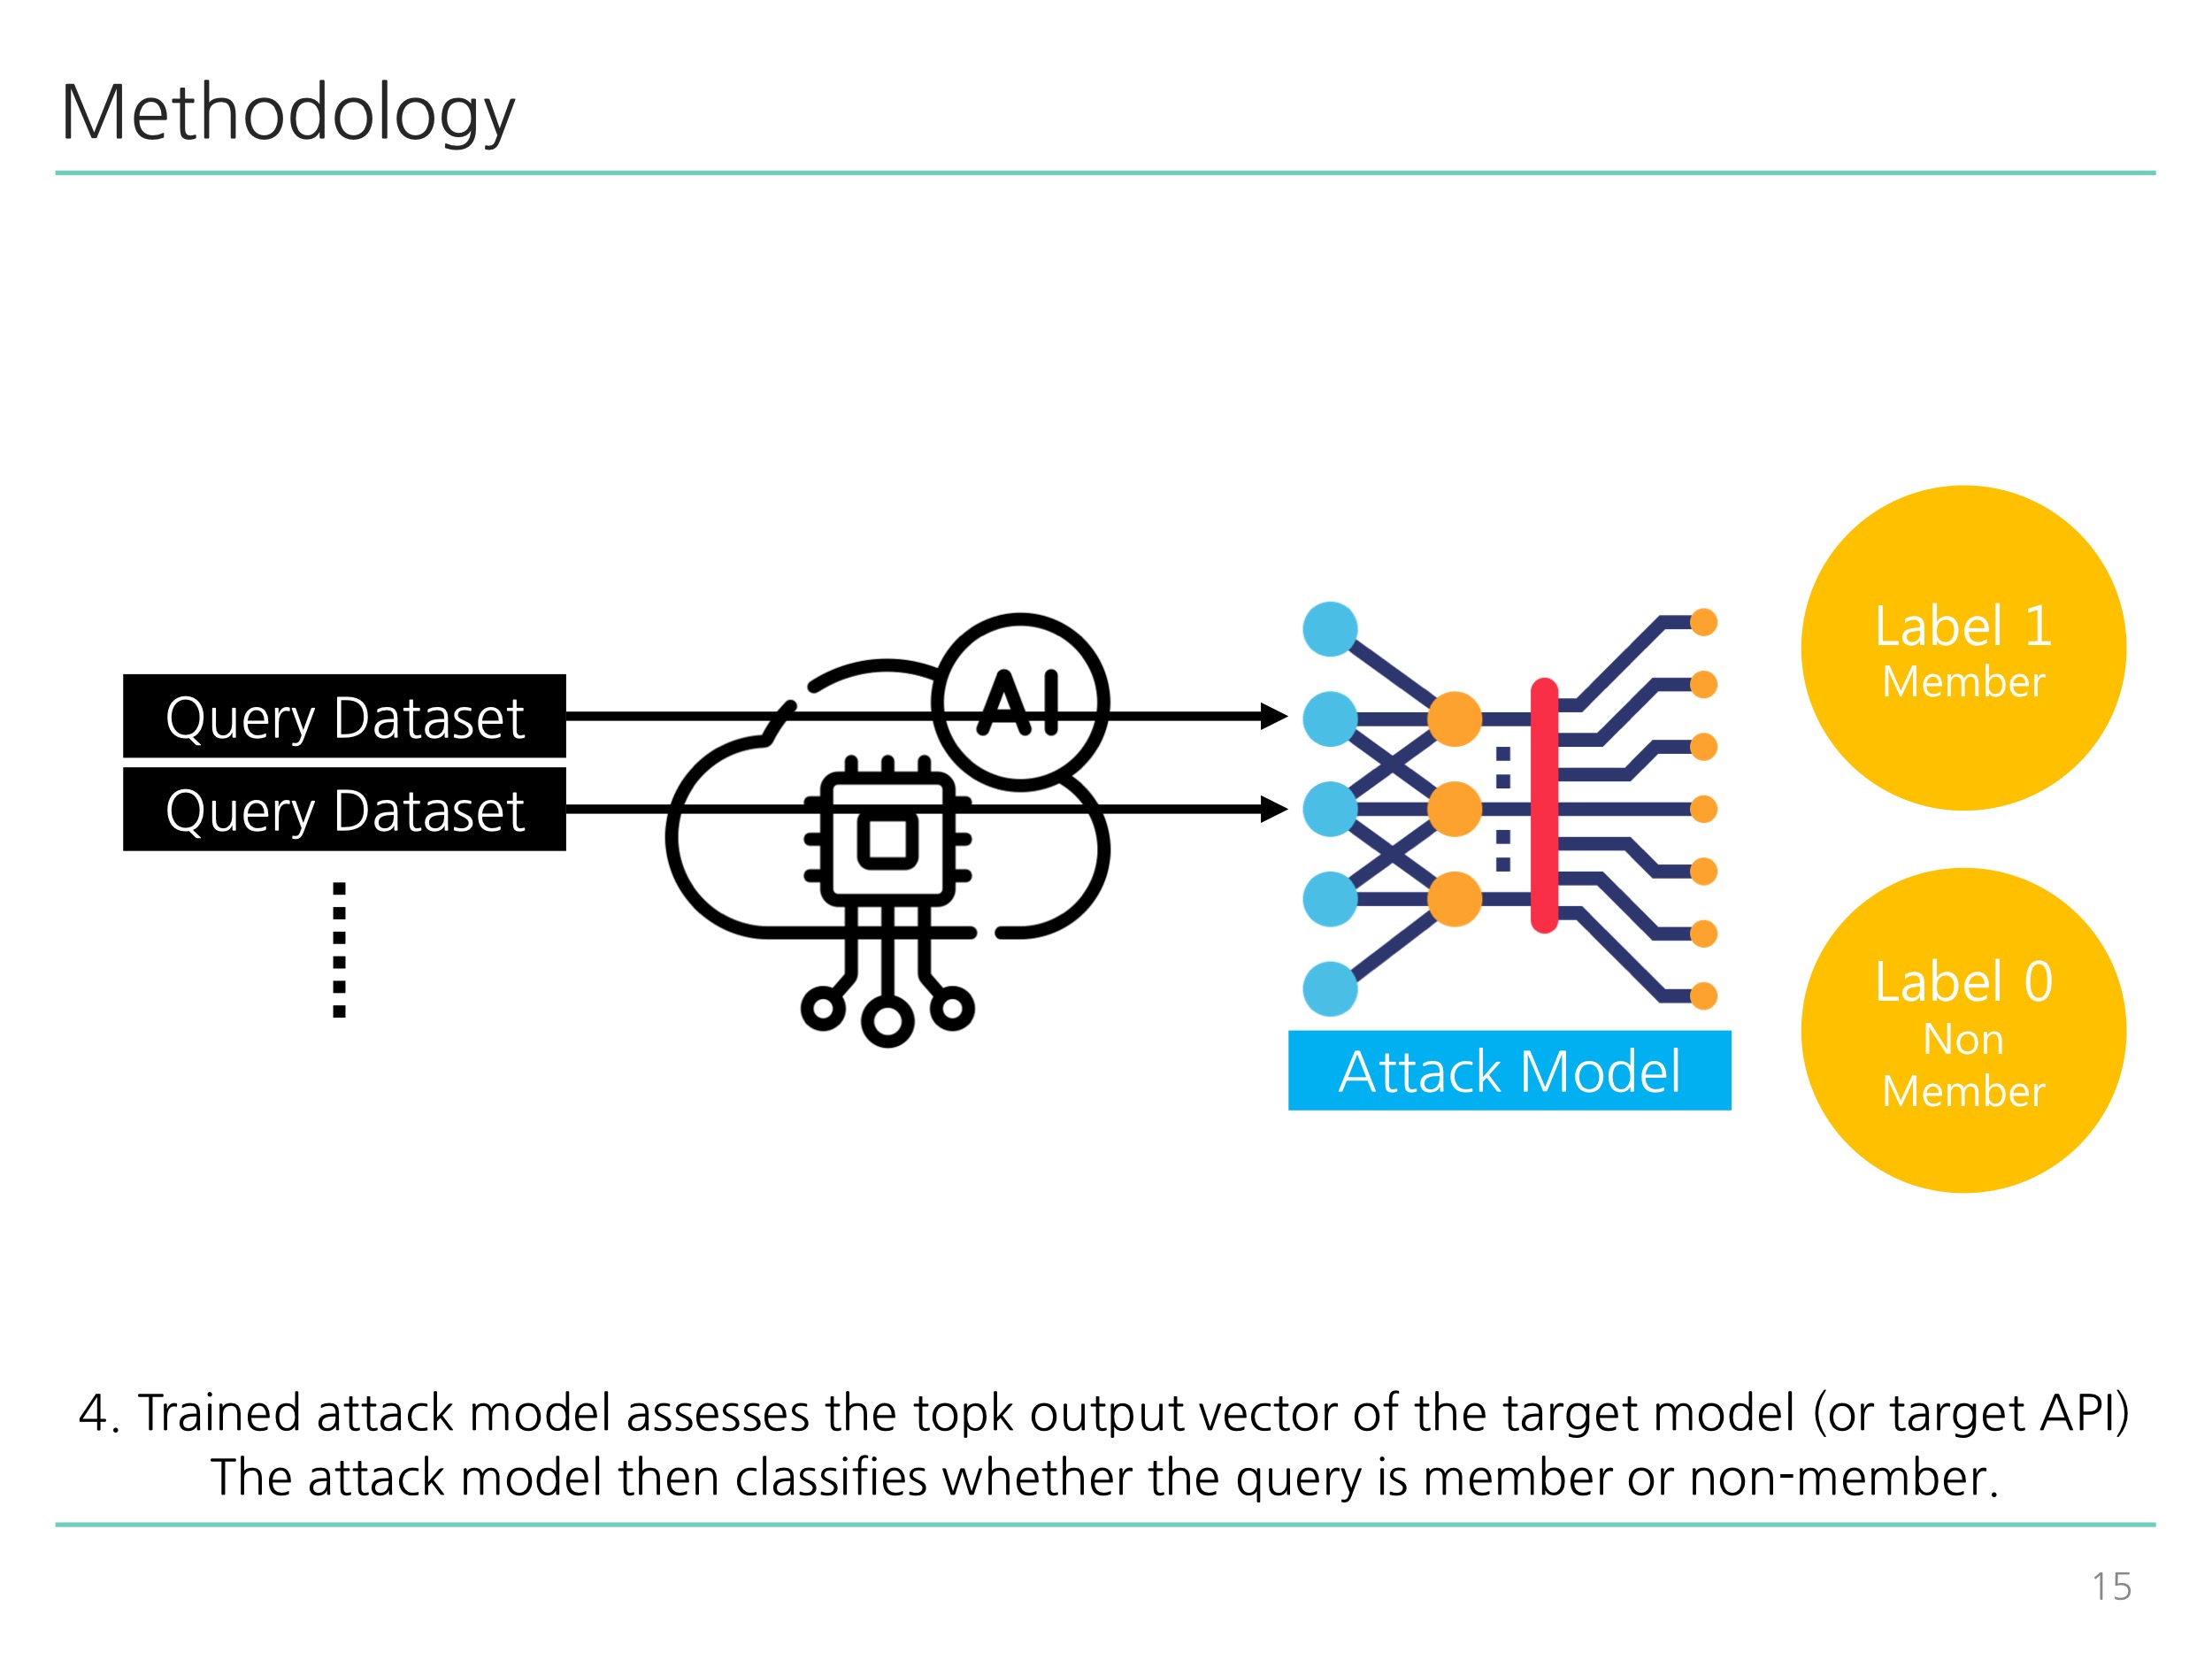 Methodology
Query Dataset
Query Dataset
AI
Attack Model
Label 1
Member
Label 0
Non
Member
4. Trained attack model assesses the topk output vector of the target model (or target API)
The attack model then classifies whether the query is member or non-member.
15